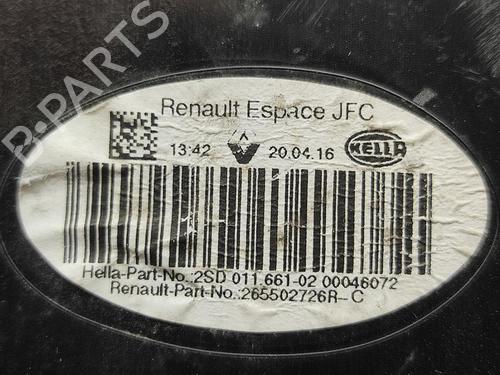 B-PARTS
Renault Espace JFC
13:42 20.04.16 HELLA
Hella-Part-No.:2SD 011.661-02 00046072
Renault-Part-No.:265502726R-C